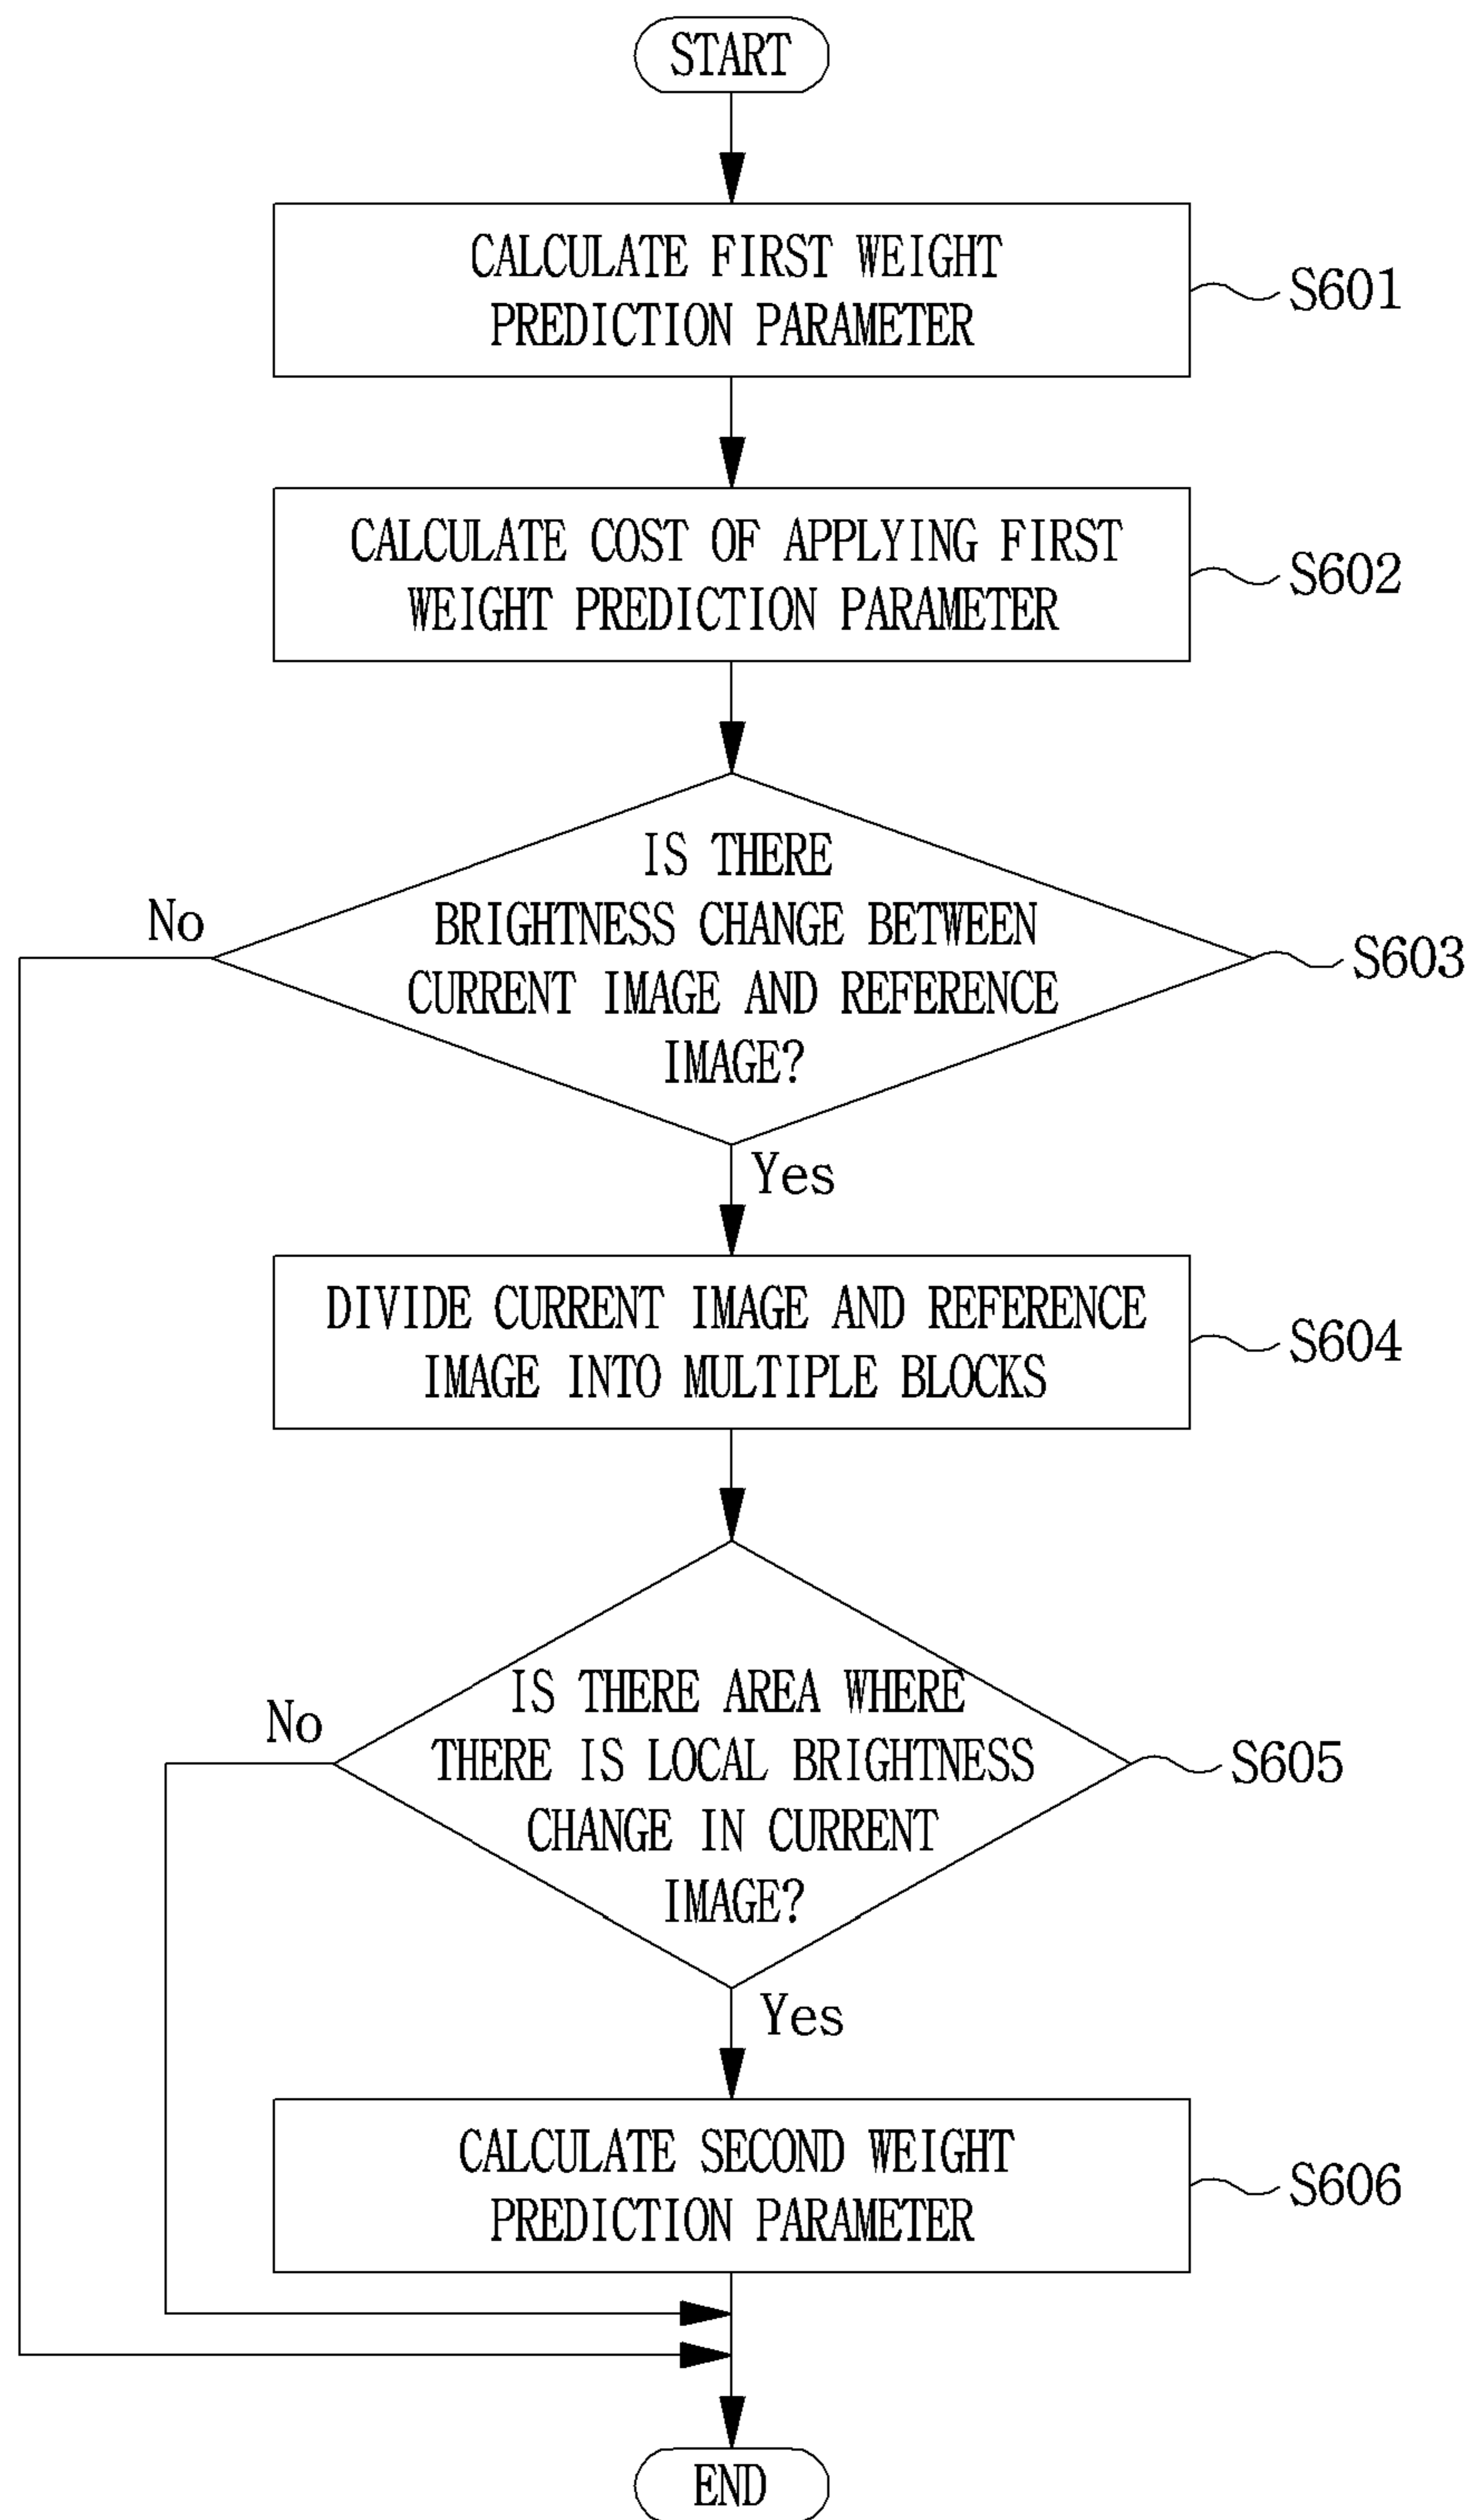 START
CALCULATE FIRST WEIGHT
PREDICTION PARAMETER
S601
CALCULATE COST OF APPLYING FIRST
WEIGHT PREDICTION PARAMETER
S602
IS THERE
BRIGHTNESS CHANGE BETWEEN
CURRENT IMAGE AND REFERENCE
IMAGE?
No
S603
Yes
DIVIDE CURRENT IMAGE AND REFERENCE
IMAGE INTO MULTIPLE BLOCKS
S604
IS THERE AREA WHERE
THERE IS LOCAL BRIGHTNESS
CHANGE IN CURRENT
IMAGE?
No
S605
Yes
CALCULATE SECOND WEIGHT
PREDICTION PARAMETER
S606
END